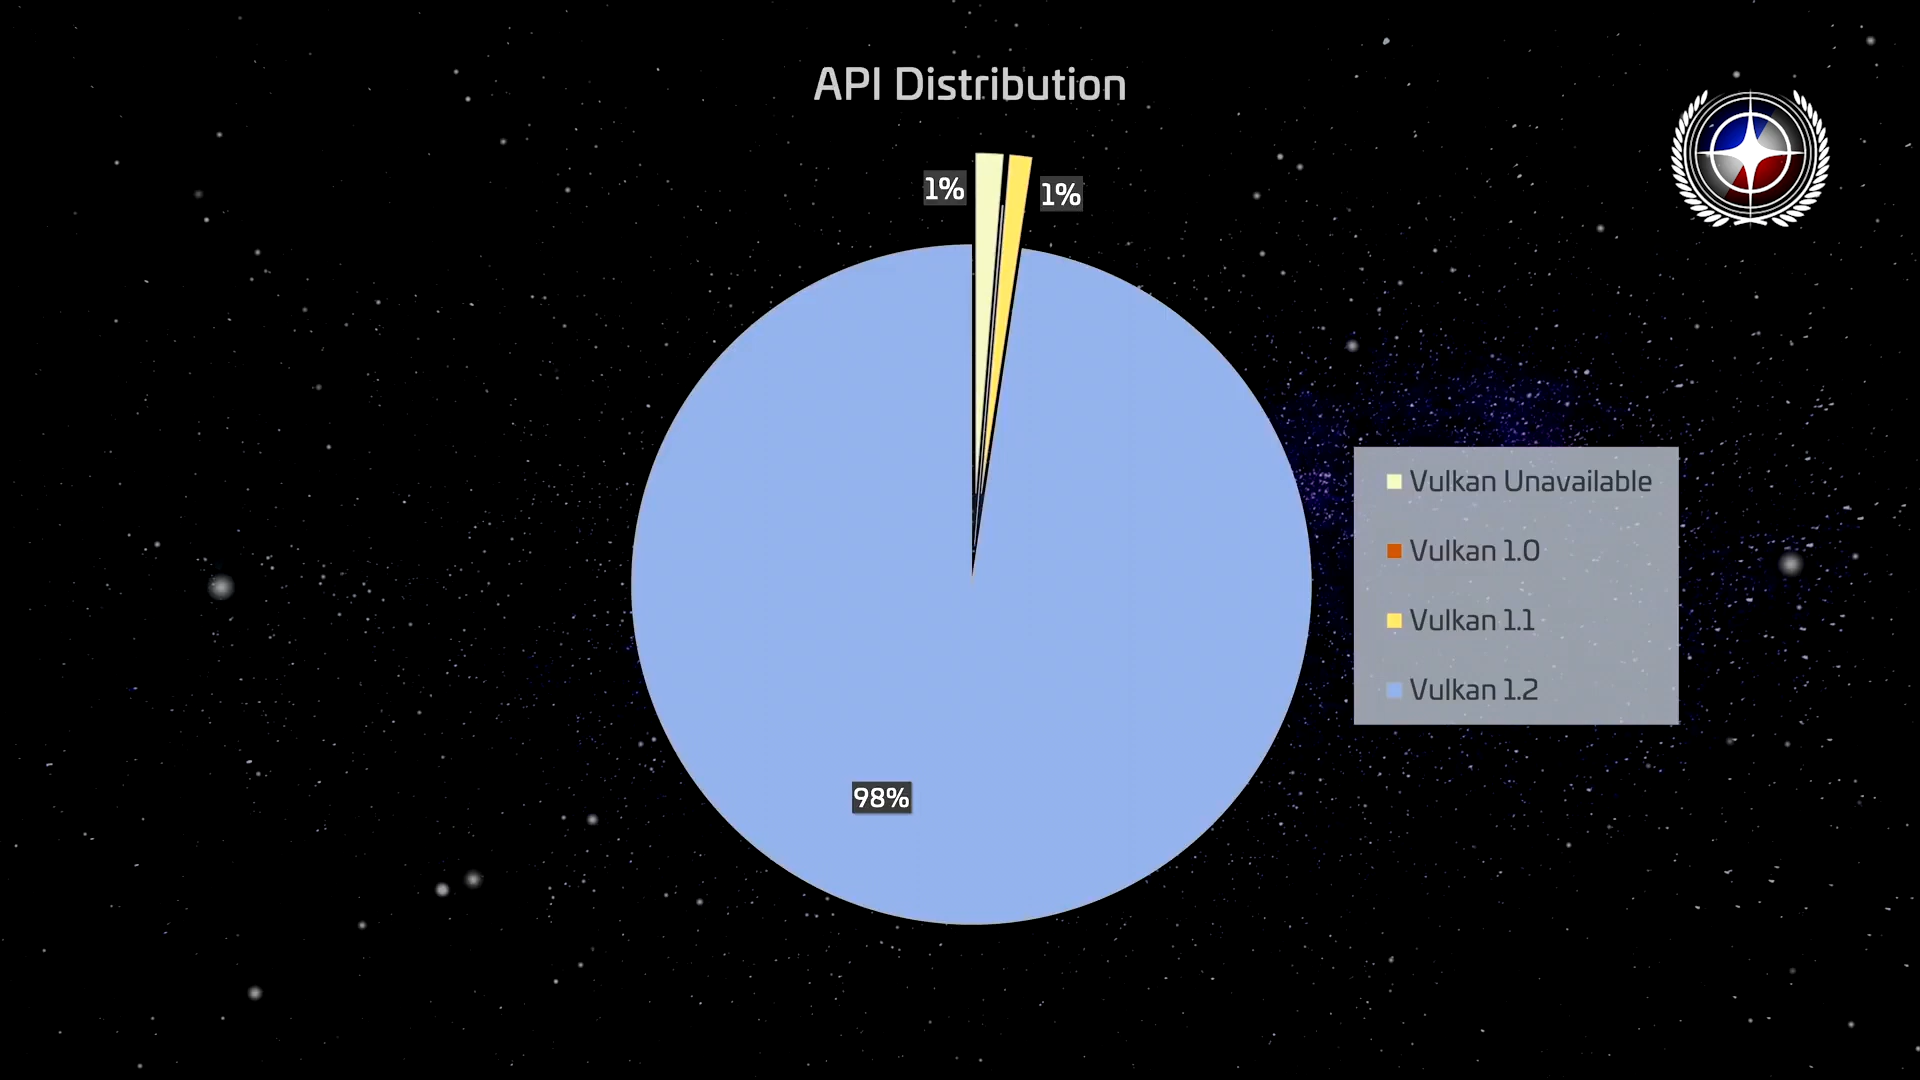 API Distribution
1%
1%
Vulkan Unavailable
Vulkan 1.0
Vulkan 1.1
Vulkan 1.2
98%